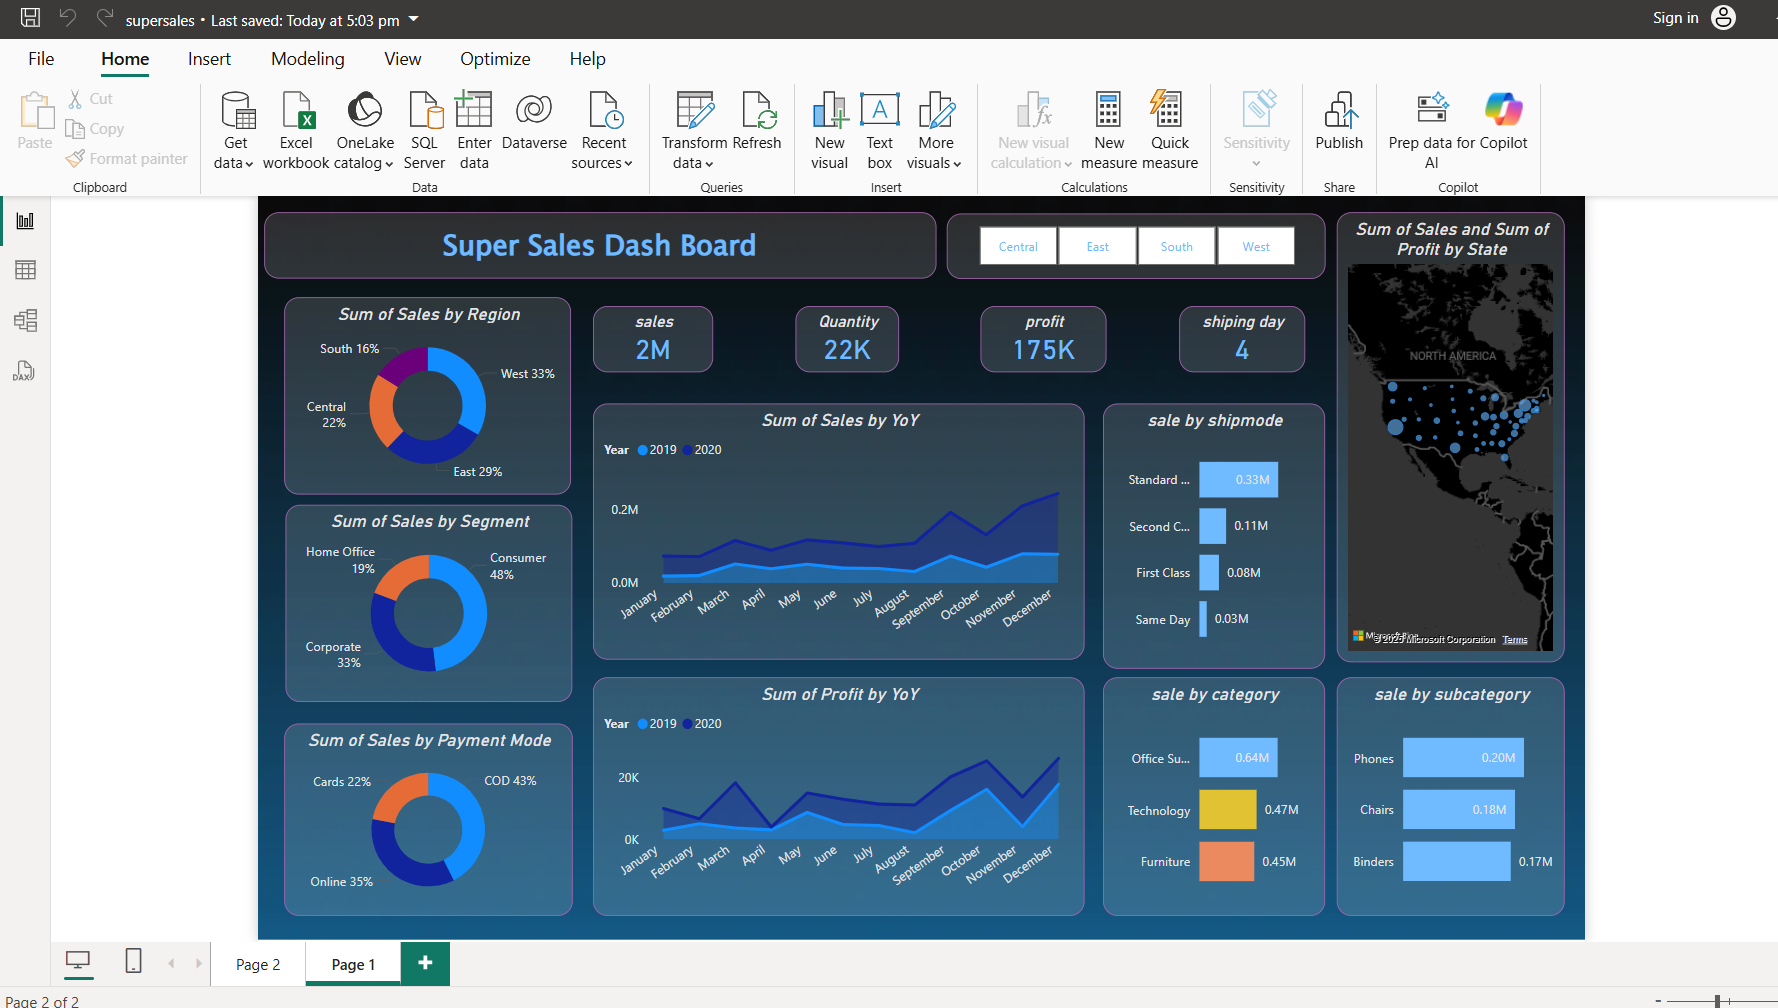 supersales • Last saved: Today at 5:03 pm
Sign in
File Home Insert Modeling View Optimize Help
Paste
Cut
Copy
Format painter
Clipboard
Get data
Excel workbook
OneLake catalog
SQL Server
Enter data
Dataverse
Recent sources
Data
Transform data
Refresh
Queries
New visual
Text box
More visuals
Insert
New visual calculation
New measure
Quick measure
Calculations
Sensitivity
Sensitivity
Publish
Share
Prep data for AI
Copilot
Copilot
DAX
Super Sales Dash Board
Central East South West
Sum of Sales and Sum of
Profit by State
NORTH AMERICA
© 2025 Microsoft Corporation Terms
Sum of Sales by Region
South 16%
West 33%
Central
22%
East 29%
sales
2M
Quantity
22K
profit
175K
shiping day
4
Sum of Sales by Segment
Home Office
19%
Consumer
48%
Corporate
33%
Sum of Sales by YoY
Year 2019 2020
0.2M
0.0M
January February March April May June July August September October November December
sale by shipmode
Standard ... 0.33M
Second C... 0.11M
First Class 0.08M
Same Day 0.03M
Sum of Sales by Payment Mode
Cards 22%
COD 43%
Online 35%
Sum of Profit by YoY
Year 2019 2020
20K
0K
January February March April May June July August September October November December
sale by category
Office Su... 0.64M
Technology 0.47M
Furniture 0.45M
sale by subcategory
Phones 0.20M
Chairs 0.18M
Binders 0.17M
Page 2 Page 1 +
Page 2 of 2